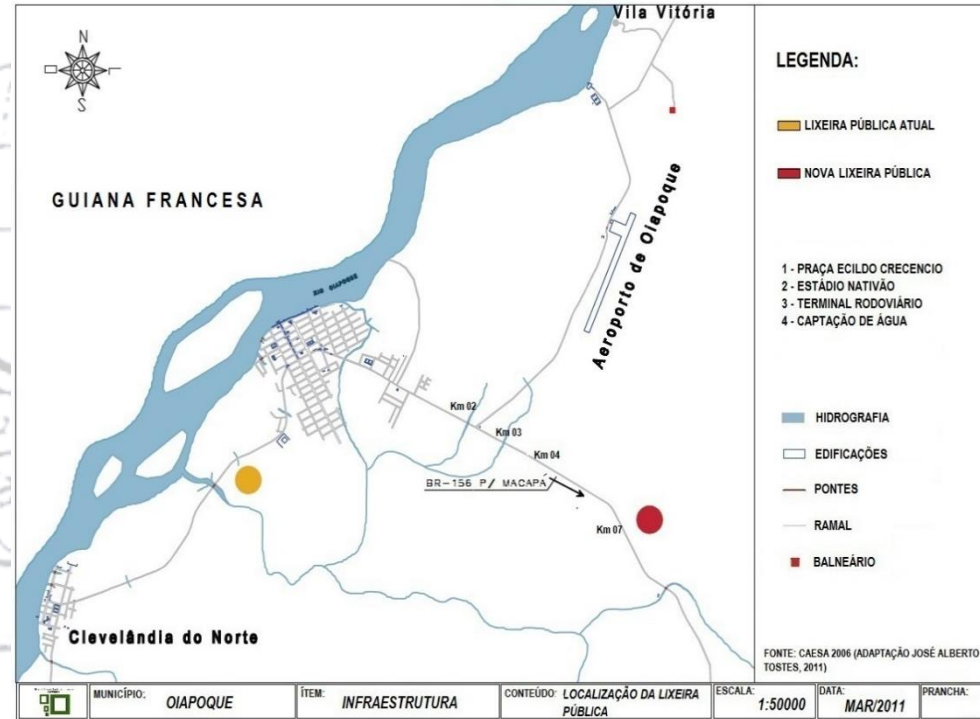 Vila Vitória
N
S
GUIANA FRANCESA
RIO OIAPOQUE
Aeroporto de Oiapoque
Km 02
Km 03
Km 04
BR-156 P/ MACAPÁ
Km 07
Clevelândia do Norte
LEGENDA:
LIXEIRA PÚBLICA ATUAL
NOVA LIXEIRA PÚBLICA
1 - PRAÇA ECILDO CRECENCIO
2 - ESTÁDIO NATIVÃO
3 - TERMINAL RODOVIÁRIO
4 - CAPTAÇÃO DE ÁGUA
HIDROGRAFIA
EDIFICAÇÕES
PONTES
RAMAL
BALNEÁRIO
FONTE: CAESA 2006 (ADAPTAÇÃO JOSÉ ALBERTO
TOSTES, 2011)
MUNICÍPIO: OIAPOQUE
ÍTEM: INFRAESTRUTURA
CONTEÚDO: LOCALIZAÇÃO DA LIXEIRA
PÚBLICA
ESCALA: 1:50000
DATA: MAR/2011
PRANCHA: